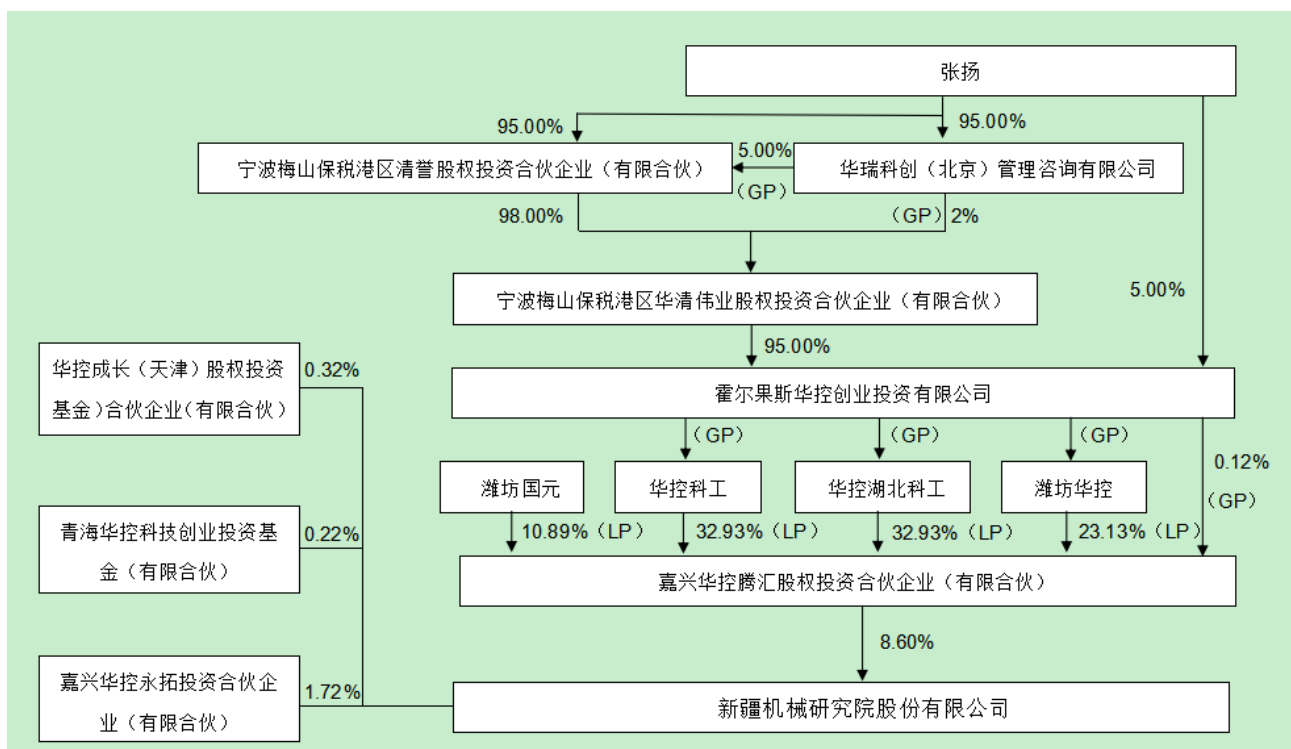 张扬
95.00%
95.00%
宁波梅山保税港区清誉股权投资合伙企业（有限合伙）
5.00%
（GP）
华瑞科创（北京）管理咨询有限公司
98.00%
（GP）2%
宁波梅山保税港区华清伟业股权投资合伙企业（有限合伙）
5.00%
95.00%
华控成长（天津）股权投资
基金）合伙企业（有限合伙）
0.32%
霍尔果斯华控创业投资有限公司
（GP）
（GP）
（GP）
0.12%
（GP）
潍坊国元
华控科工
华控湖北科工
潍坊华控
青海华控科技创业投资基
金（有限合伙）
0.22%
10.89%（LP）
32.93%（LP）
32.93%（LP）
23.13%（LP）
嘉兴华控腾汇股权投资合伙企业（有限合伙）
8.60%
嘉兴华控永拓投资合伙企
业（有限合伙）
1.72%
新疆机械研究院股份有限公司